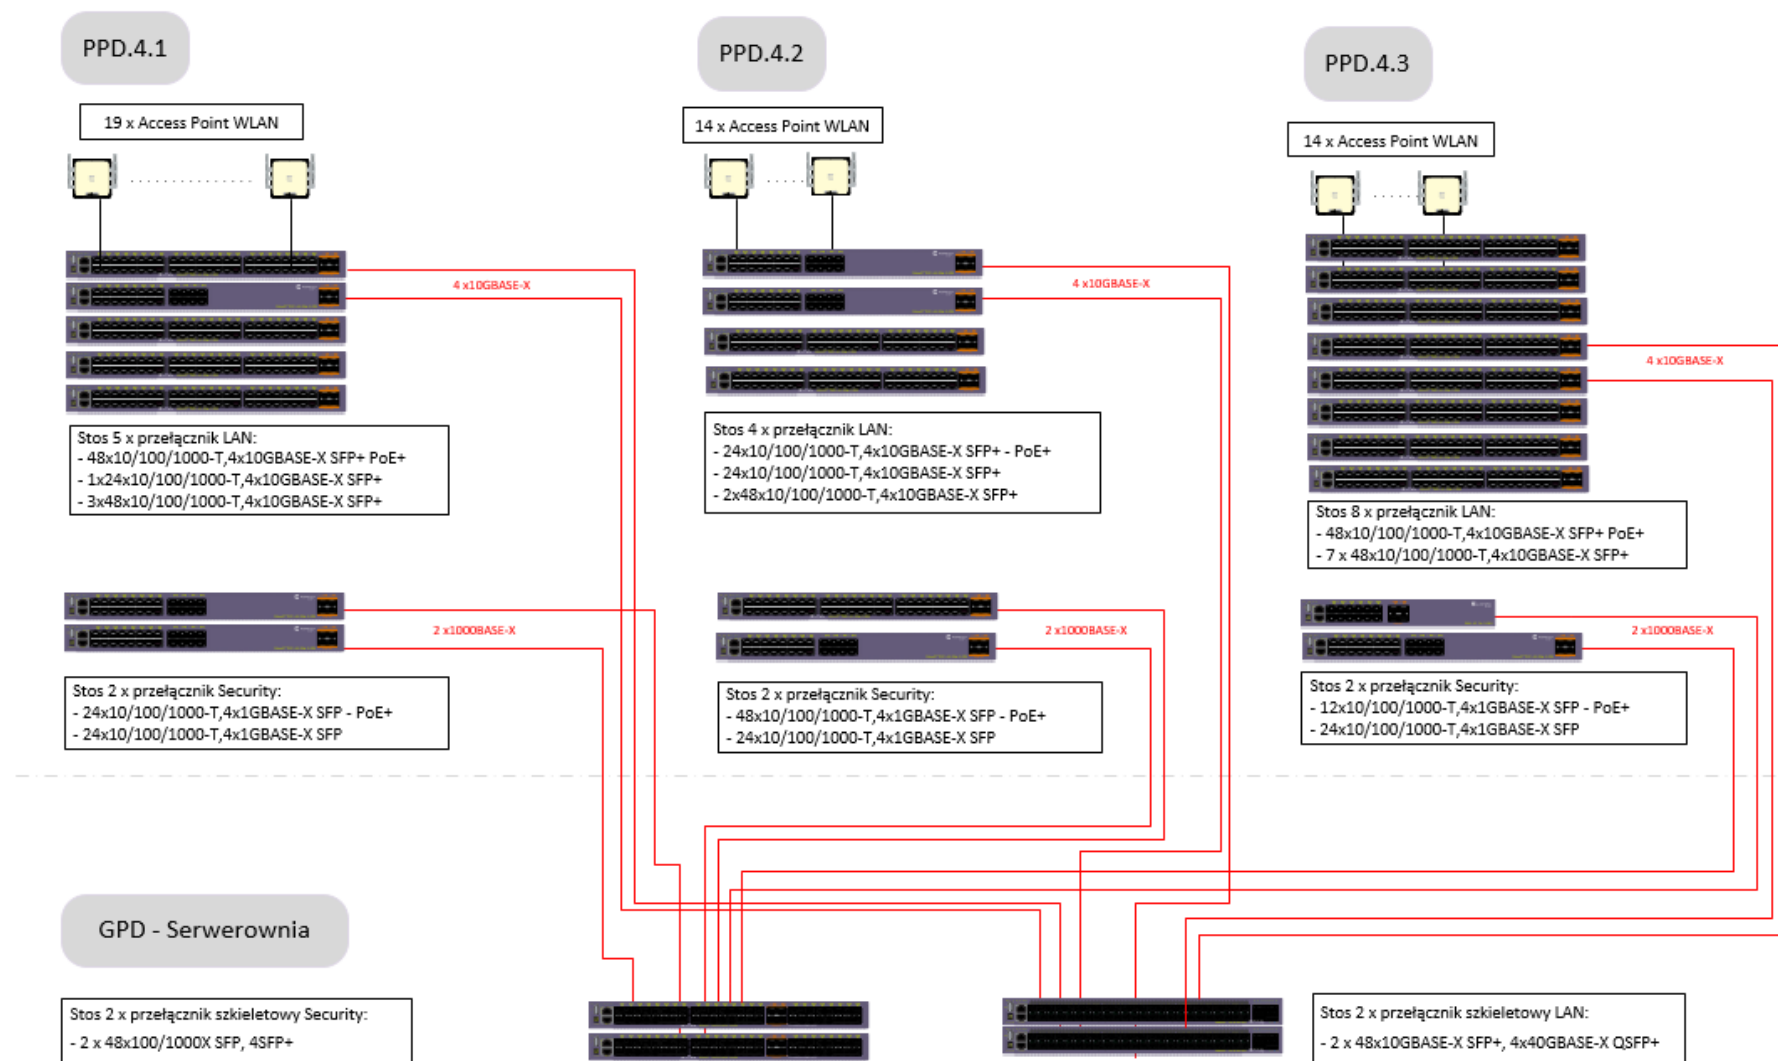 PPD.4.1
19 x Access Point WLAN
4 x10GBASE-X
Stos 5 x przełącznik LAN:
- 48x10/100/1000-T,4x10GBASE-X SFP+ PoE+
- 1x24x10/100/1000-T,4x10GBASE-X SFP+
- 3x48x10/100/1000-T,4x10GBASE-X SFP+
2 x1000BASE-X
Stos 2 x przełącznik Security:
- 24x10/100/1000-T,4x1GBASE-X SFP - PoE+
- 24x10/100/1000-T,4x1GBASE-X SFP
PPD.4.2
14 x Access Point WLAN
4 x10GBASE-X
Stos 4 x przełącznik LAN:
- 24x10/100/1000-T,4x10GBASE-X SFP+ - PoE+
- 24x10/100/1000-T,4x10GBASE-X SFP+
- 2x48x10/100/1000-T,4x10GBASE-X SFP+
2 x1000BASE-X
Stos 2 x przełącznik Security:
- 48x10/100/1000-T,4x1GBASE-X SFP - PoE+
- 24x10/100/1000-T,4x1GBASE-X SFP
PPD.4.3
14 x Access Point WLAN
4 x10GBASE-X
Stos 8 x przełącznik LAN:
- 48x10/100/1000-T,4x10GBASE-X SFP+ PoE+
- 7 x 48x10/100/1000-T,4x10GBASE-X SFP+
2 x1000BASE-X
Stos 2 x przełącznik Security:
- 12x10/100/1000-T,4x1GBASE-X SFP - PoE+
- 24x10/100/1000-T,4x1GBASE-X SFP
GPD - Serwerownia
Stos 2 x przełącznik szkieletowy Security:
- 2 x 48x100/1000X SFP, 4SFP+
Stos 2 x przełącznik szkieletowy LAN:
- 2 x 48x10GBASE-X SFP+, 4x40GBASE-X QSFP+